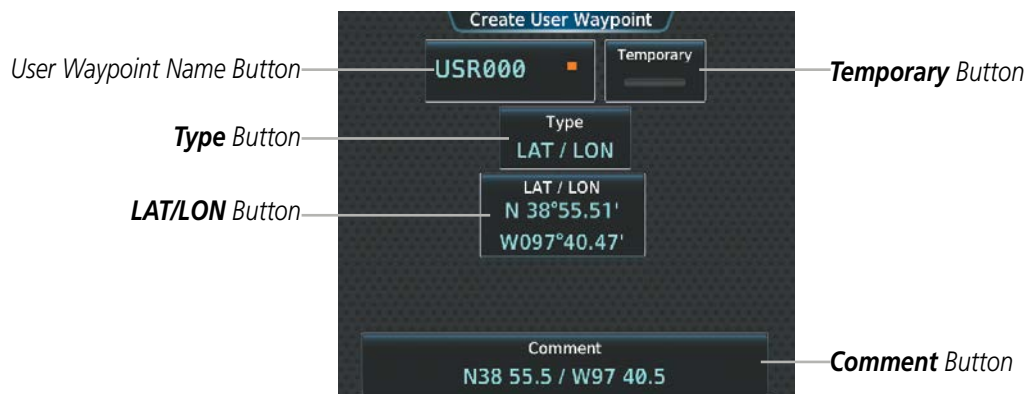 Create User Waypoint
User Waypoint Name Button
USR000
Temporary
Temporary Button
Type Button
Type
LAT / LON
LAT/LON Button
LAT / LON
N 38°55.51'
W097°40.47'
Comment
N38 55.5 / W97 40.5
Comment Button